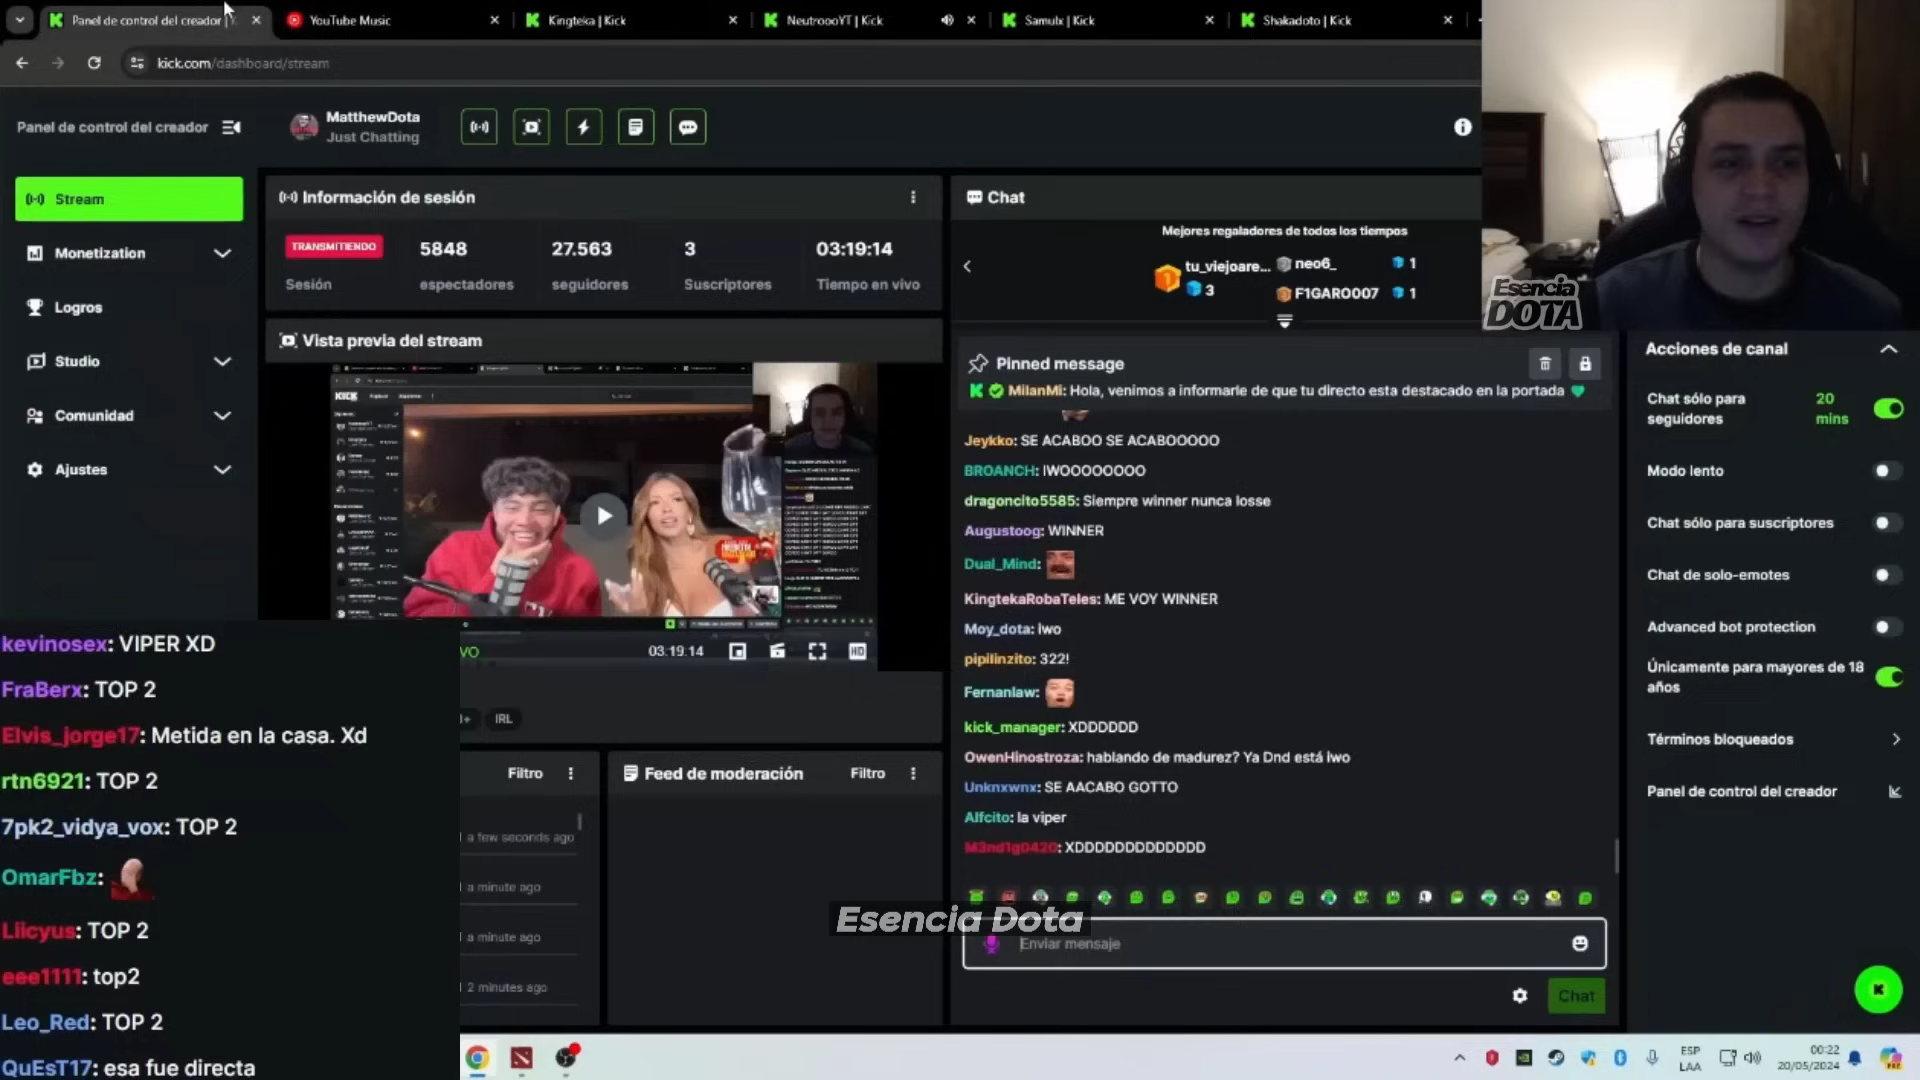 Panel de control del creador |
YouTube Music
Kingteka | Kick
NeutroooYT | Kick
Samulx | Kick
Shakadoto | Kick
kick.com/dashboard/stream
Panel de control del creador
MatthewDota
Just Chatting
Stream
Monetization
Logros
Studio
Comunidad
Ajustes
Información de sesión
TRANSMITIENDO
5848
27.563
3
03:19:14
Sesión
espectadores
seguidores
Suscriptores
Tiempo en vivo
Vista previa del stream
KICK
VO
03:19:14
HD
IRL
Filtro
a few seconds ago
a minute ago
a minute ago
2 minutes ago
Feed de moderación
Filtro
Chat
Mejores regaladores de todos los tiempos
tu_viejoare...
3
neo6_
1
F1GARO007
1
Pinned message
MilanMi: Hola, venimos a informarle de que tu directo esta destacado en la portada
Jeykko: SE ACABOO SE ACABOOOOO
BROANCH: IWOOOOOOOO
dragoncito5585: Siempre winner nunca losse
Augustoog: WINNER
Dual_Mind:
KingtekaRobaTeles: ME VOY WINNER
Moy_dota: iwo
pipilinzito: 322!
Fernanlaw:
kick_manager: XDDDDDD
OwenHinostroza: hablando de madurez? Ya Dnd está iwo
Unknxwnx: SE AACABO GOTTO
Alfcito: la viper
M3nd1g0420: XDDDDDDDDDDDDD
Enviar mensaje
Chat
Esencia
DOTA
Acciones de canal
Chat sólo para
seguidores
20
mins
Modo lento
Chat sólo para suscriptores
Chat de solo-emotes
Advanced bot protection
Únicamente para mayores de 18
años
Términos bloqueados
Panel de control del creador
kevinosex: VIPER XD
FraBerx: TOP 2
Elvis_jorge17: Metida en la casa. Xd
rtn6921: TOP 2
7pk2_vidya_vox: TOP 2
OmarFbz:
Liicyus: TOP 2
eee1111: top2
Leo_Red: TOP 2
QuEsT17: esa fue directa
Esencia Dota
ESP
LAA
00:22
20/05/2024